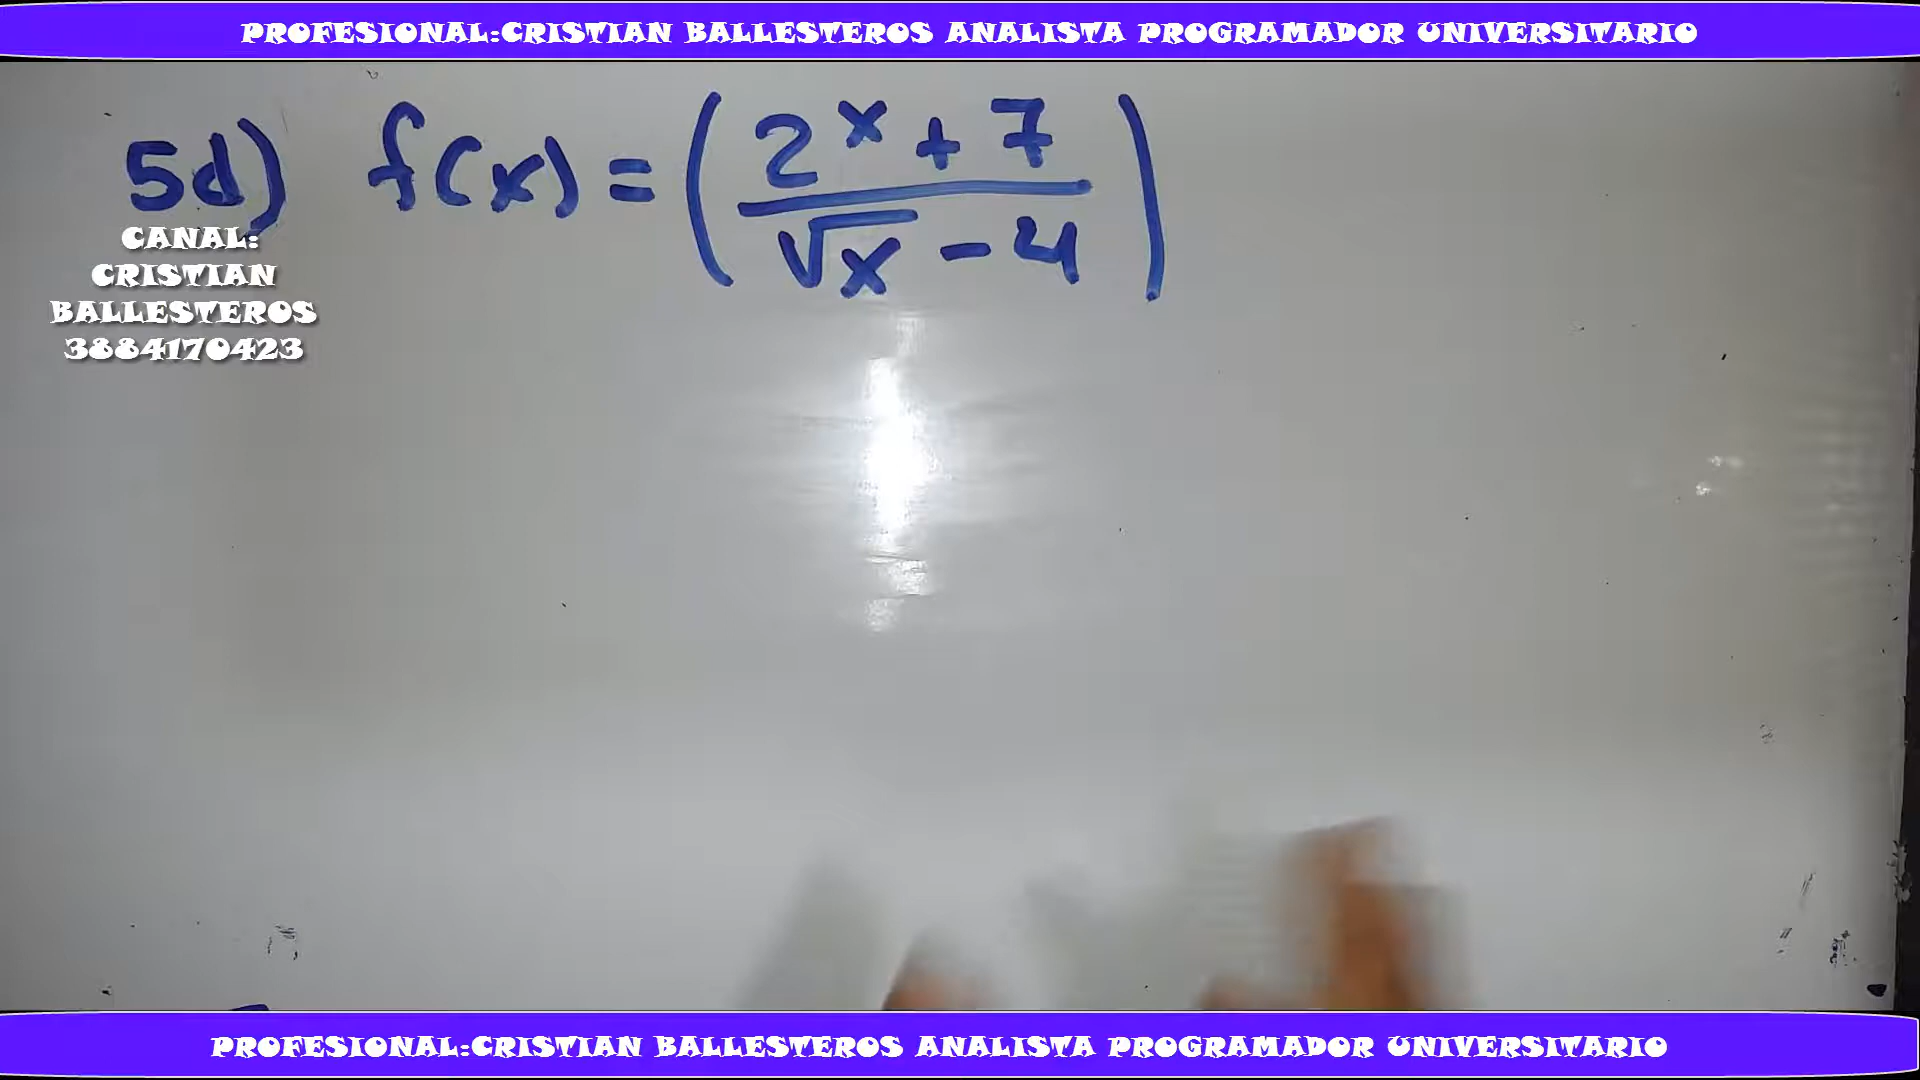 PROFESIONAL:CRISTIAN BALLESTEROS ANALISTA PROGRAMADOR UNIVERSITARIO
5d) f(x) = ( (2^x + 7) / (√x - 4) )
CANAL:
CRISTIAN
BALLESTEROS
3884170423
PROFESIONAL:CRISTIAN BALLESTEROS ANALISTA PROGRAMADOR UNIVERSITARIO